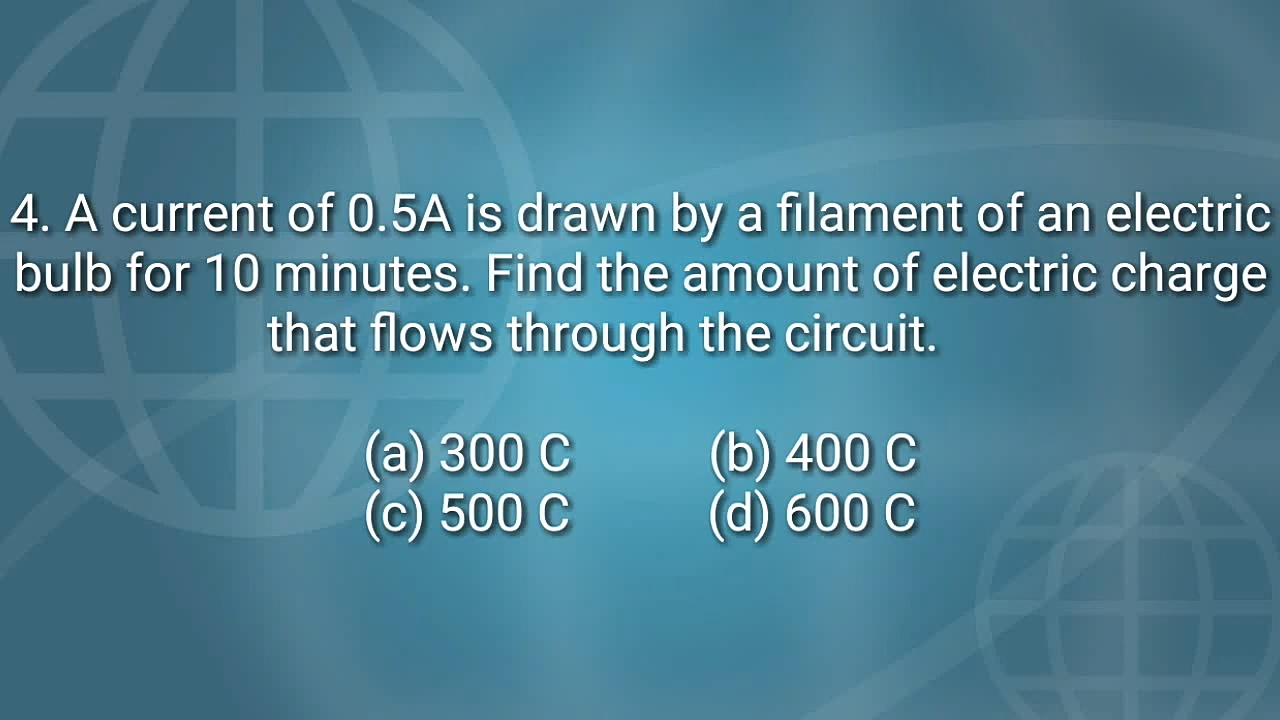 4. A current of 0.5A is drawn by a filament of an electric
bulb for 10 minutes. Find the amount of electric charge
that flows through the circuit.
(a) 300 C (b) 400 C
(c) 500 C (d) 600 C